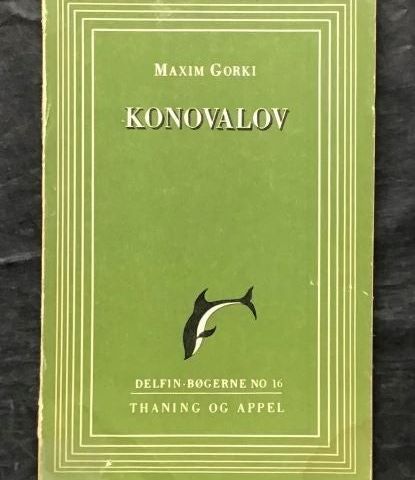 MAXIM GORKI
KONOVALOV
DELFIN·BØGERNE NO 16
THANING OG APPEL